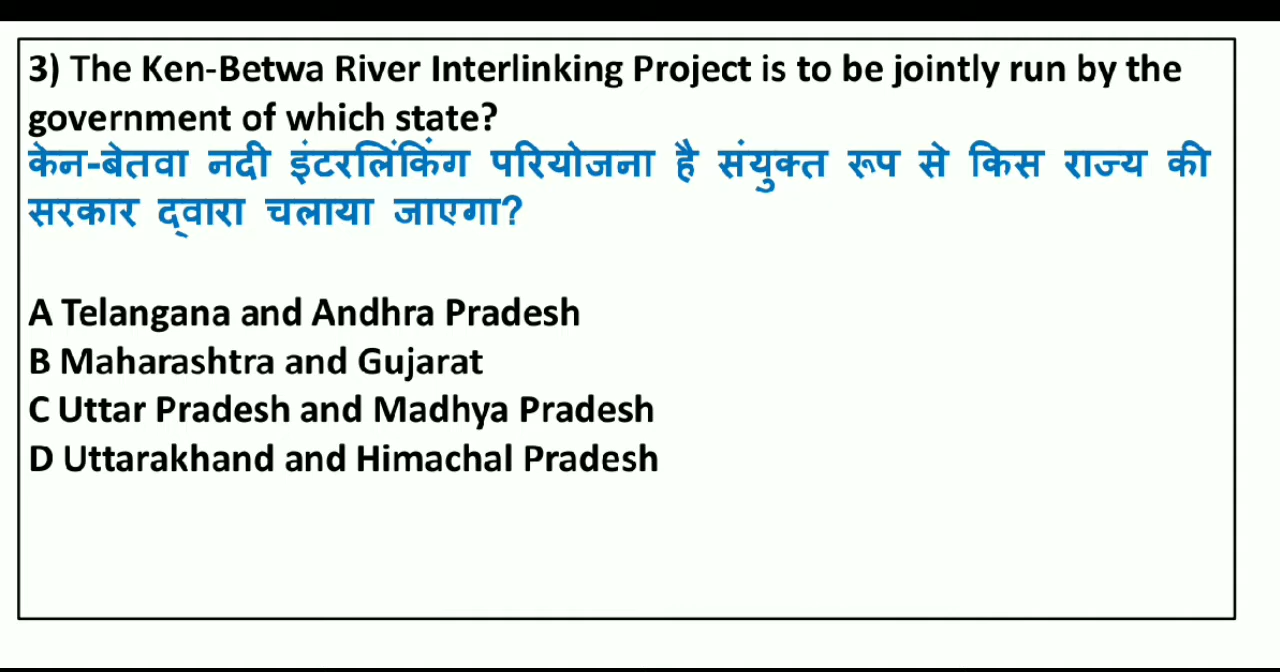 3) The Ken-Betwa River Interlinking Project is to be jointly run by the
government of which state?
केन-बेतवा नदी इंटरलिंकिंग परियोजना है संयुक्त रूप से किस राज्य की
सरकार द्वारा चलाया जाएगा?
A Telangana and Andhra Pradesh
B Maharashtra and Gujarat
C Uttar Pradesh and Madhya Pradesh
D Uttarakhand and Himachal Pradesh